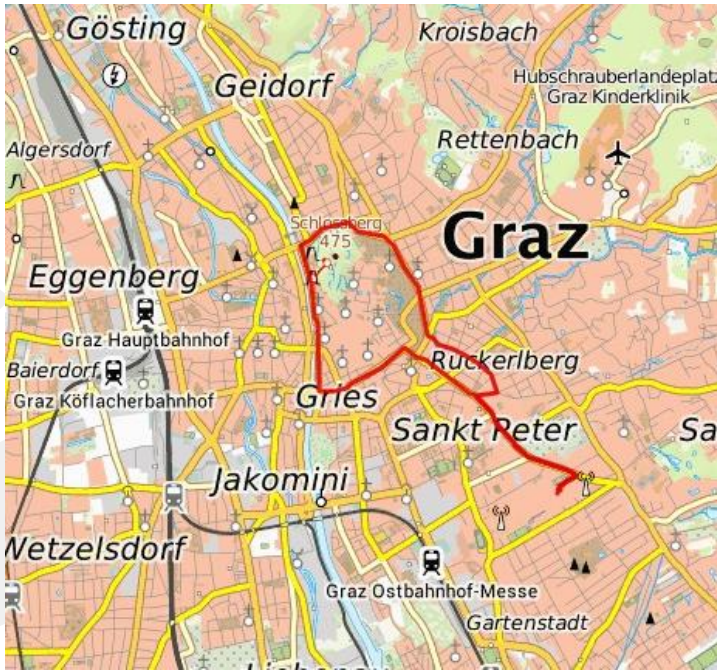 Gösting
Kroisbach
Geidorf
Hubschrauberlandeplatz
Graz Kinderklinik
Algersdorf
Rettenbach
Schlossberg
475
Graz
Eggenberg
Graz Hauptbahnhof
Baierdorf
Ruckerlberg
Graz Köflacherbahnhof
Gries
Sankt Peter
Sa
Jakomini
Wetzelsdorf
Graz Ostbahnhof-Messe
Gartenstadt